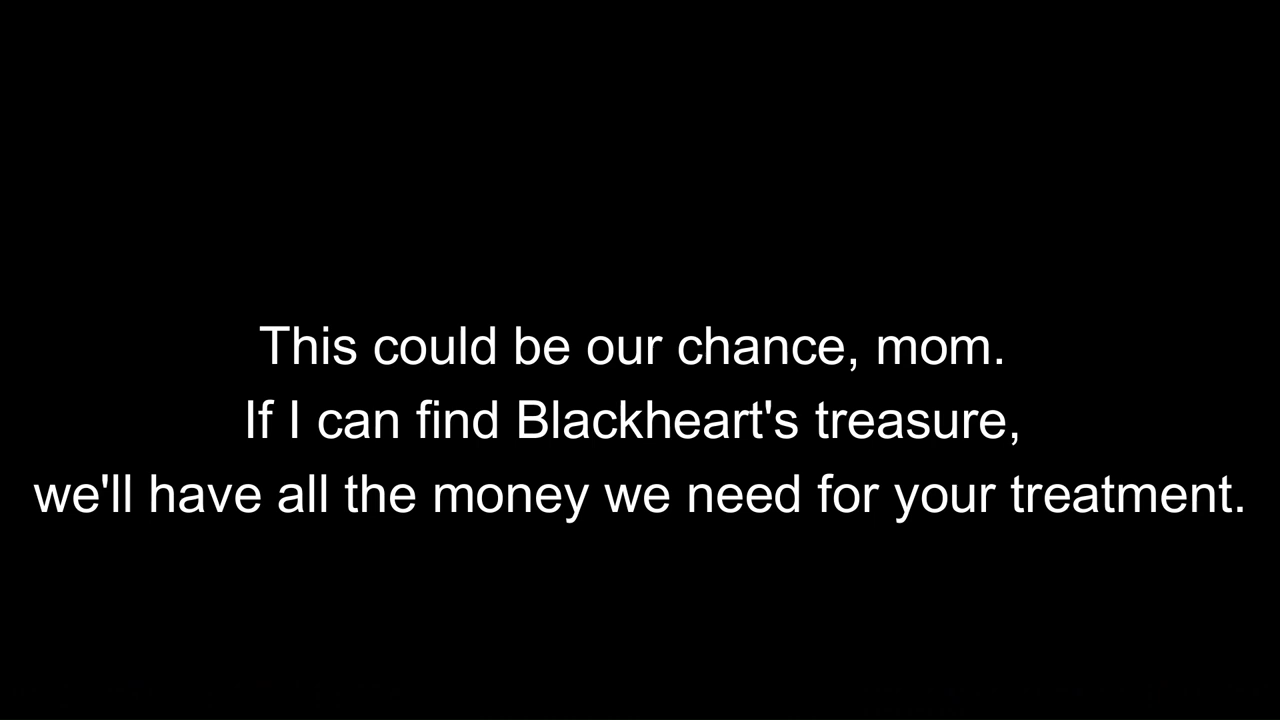 This could be our chance, mom.
If I can find Blackheart's treasure,
we'll have all the money we need for your treatment.